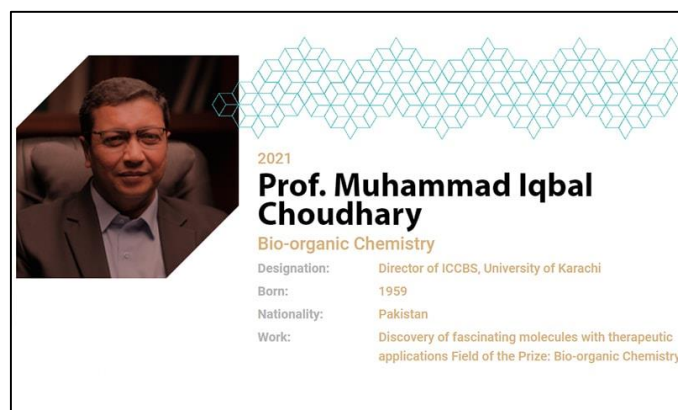 2021
Prof. Muhammad Iqbal
Choudhary
Bio-organic Chemistry
Designation: Director of ICCBS, University of Karachi
Born: 1959
Nationality: Pakistan
Work: Discovery of fascinating molecules with therapeutic
applications Field of the Prize: Bio-organic Chemistry